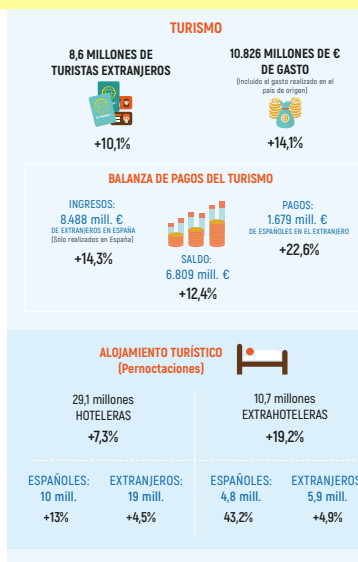 TURISMO
8,6 MILLONES DE
TURISTAS EXTRANJEROS
+10,1%
10.826 MILLONES DE €
DE GASTO
(Incluido el gasto realizado en el
país de origen)
+14,1%
BALANZA DE PAGOS DEL TURISMO
INGRESOS:
8.488 mill. €
DE EXTRANJEROS EN ESPAÑA
(Sólo realizados en España)
+14,3%
SALDO:
6.809 mill. €
+12,4%
PAGOS:
1.679 mill. €
DE ESPAÑOLES EN EL EXTRANJERO
+22,6%
ALOJAMIENTO TURÍSTICO
(Pernoctaciones)
29,1 millones
HOTELERAS
+7,3%
10,7 millones
EXTRAHOTELERAS
+19,2%
ESPAÑOLES:
10 mill.
+13%
EXTRANJEROS:
19 mill.
+4,5%
ESPAÑOLES:
4,8 mill.
43,2%
EXTRANJEROS
5,9 mill.
+4,9%